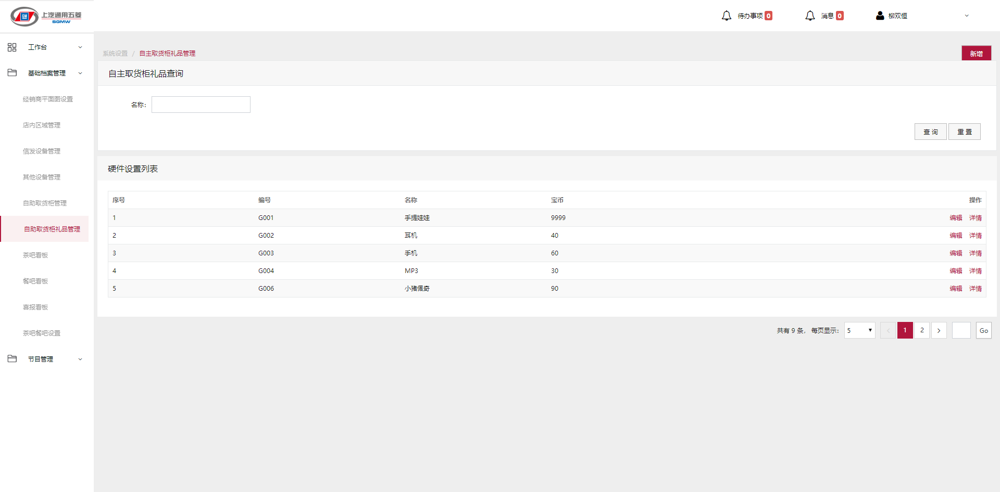 上汽通用五菱
SGMW
待办事项 0
消息 0
柳双恒
工作台
基础档案管理
经销商平面图设置
店内区域管理
信发设备管理
其他设备管理
自助取货柜管理
自助取货柜礼品管理
茶吧看板
餐吧看板
喜报看板
茶吧餐吧设置
节目管理
系统设置 / 自主取货柜礼品管理
新增
自主取货柜礼品查询
名称:
查 询 重 置
硬件设置列表
序号 编号 名称 宝币 操作
1 G001 手提娃娃 9999 编辑 详情
2 G002 耳机 40 编辑 详情
3 G003 手机 60 编辑 详情
4 G004 MP3 30 编辑 详情
5 G006 小猪佩奇 90 编辑 详情
共有 9 条, 每页显示: 5 < 1 2 > Go